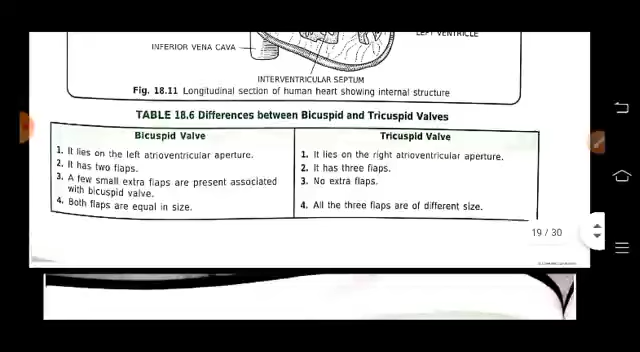 LEFT VENTRICLE
INFERIOR VENA CAVA
INTERVENTRICULAR SEPTUM
Fig. 18.11 Longitudinal section of human heart showing internal structure
TABLE 18.6 Differences between Bicuspid and Tricuspid Valves
Bicuspid Valve
1. It lies on the left atrioventricular aperture.
2. It has two flaps.
3. A few small extra flaps are present associated
with bicuspid valve.
4. Both flaps are equal in size.
Tricuspid Valve
1. It lies on the right atrioventricular aperture.
2. It has three flaps.
3. No extra flaps.
4. All the three flaps are of different size.
19 / 30